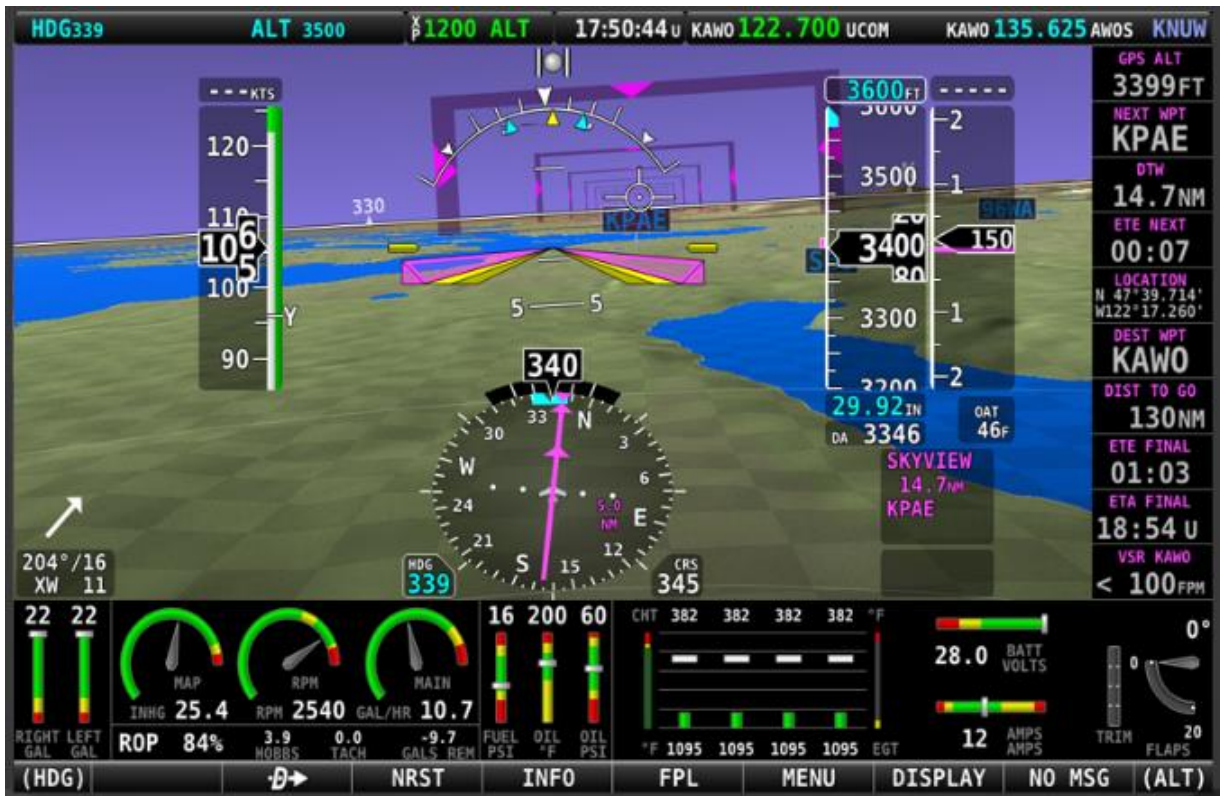 HDG339 ALT 3500 XP 1200 ALT 17:50:44 U KAWO 122.700 UCOM KAWO 135.625 AWOS KNUW
GPS ALT
3399FT
NEXT WPT
KPAE
DTW
14.7NM
ETE NEXT
00:07
LOCATION
N 47°39.714'
W122°17.260'
DEST WPT
KAWO
DIST TO GO
130NM
ETE FINAL
01:03
ETA FINAL
18:54 U
VSR KAWO
< 100FPM
---KTS
120
110
106
5
100
Y
90
330
KPAE
96WA
5 5
3600FT
-----
3600
3500
20
3400
80
3300
3200
2
1
150
1
2
29.92IN
DA 3346
OAT
46F
SKYVIEW
14.7NM
KPAE
340
33 N 3 6 E 12 15 S 21 24 W 30
5.0
NM
HDG
339
CRS
345
204°/16
XW 11
22 22
RIGHT GAL LEFT GAL
MAP
INHG 25.4
RPM
RPM 2540
MAIN
GAL/HR 10.7
ROP 84%
3.9
HOBBS
0.0
TACH
-9.7
GALS REM
16 200 60
FUEL PSI OIL °F OIL PSI
CHT 382 382 382 382 °F
°F 1095 1095 1095 1095 EGT
28.0 BATT VOLTS
12 AMPS AMPS
TRIM
0°
0
20
FLAPS
(HDG) D NRST INFO FPL MENU DISPLAY NO MSG (ALT)